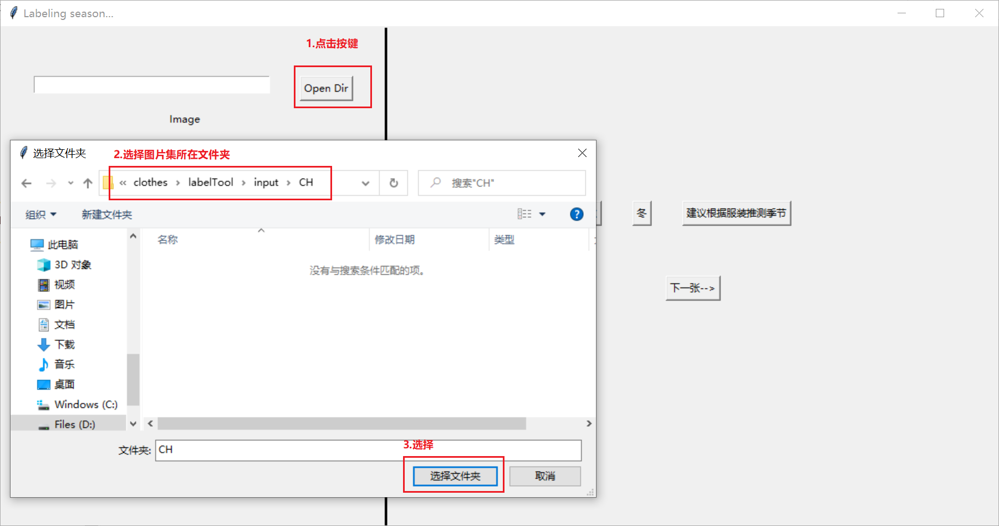 Labeling season...
1.点击按键
Open Dir
Image
选择文件夹
2.选择图片集所在文件夹
« clothes › labelTool › input › CH
搜索"CH"
组织
新建文件夹
冬
建议根据服装推测季节
名称
修改日期
类型
没有与搜索条件匹配的项。
下一张-->
此电脑
3D 对象
视频
图片
文档
下载
音乐
桌面
Windows (C:)
Files (D:)
文件夹:
CH
3.选择
选择文件夹
取消